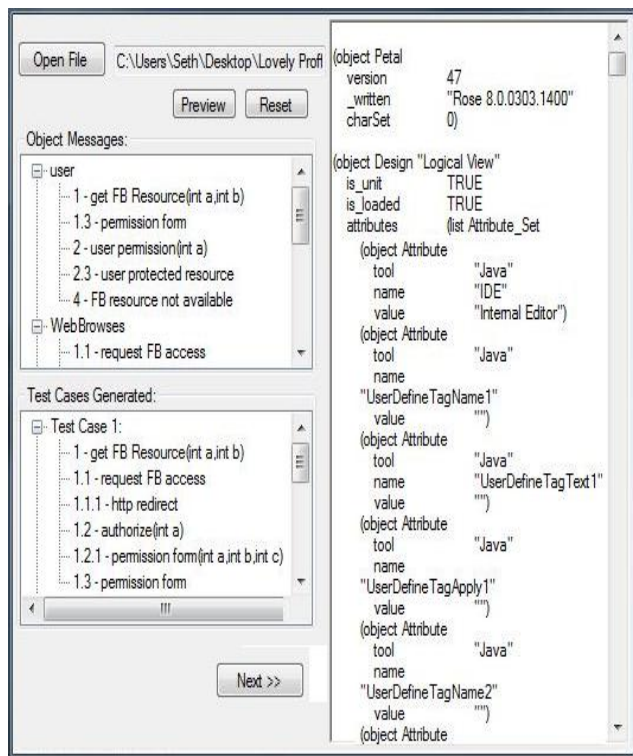 Open File
C:\Users\Seth\Desktop\Lovely Profl
Preview
Reset
Object Messages:
user
1 - get FB Resource(int a,int b)
1.3 - permission form
2 - user permission(int a)
2.3 - user protected resource
4 - FB resource not available
WebBrowses
1.1 - request FB access
Test Cases Generated:
Test Case 1:
1 - get FB Resource(int a,int b)
1.1 - request FB access
1.1.1 - http redirect
1.2 - authorize(int a)
1.2.1 - permission form(int a,int b,int c)
1.3 - permission form
Next >>
(object Petal
version 47
_written "Rose 8.0.0303.1400"
charSet 0)
(object Design "Logical View"
is_unit TRUE
is_loaded TRUE
attributes (list Attribute_Set
(object Attribute
tool "Java"
name "IDE"
value "Internal Editor")
(object Attribute
tool "Java"
name
"UserDefineTagName1"
value "")
(object Attribute
tool "Java"
name "UserDefineTagText1"
value "")
(object Attribute
tool "Java"
name
"UserDefineTagApply1"
value "")
(object Attribute
tool "Java"
name
"UserDefineTagName2"
value "")
(object Attribute